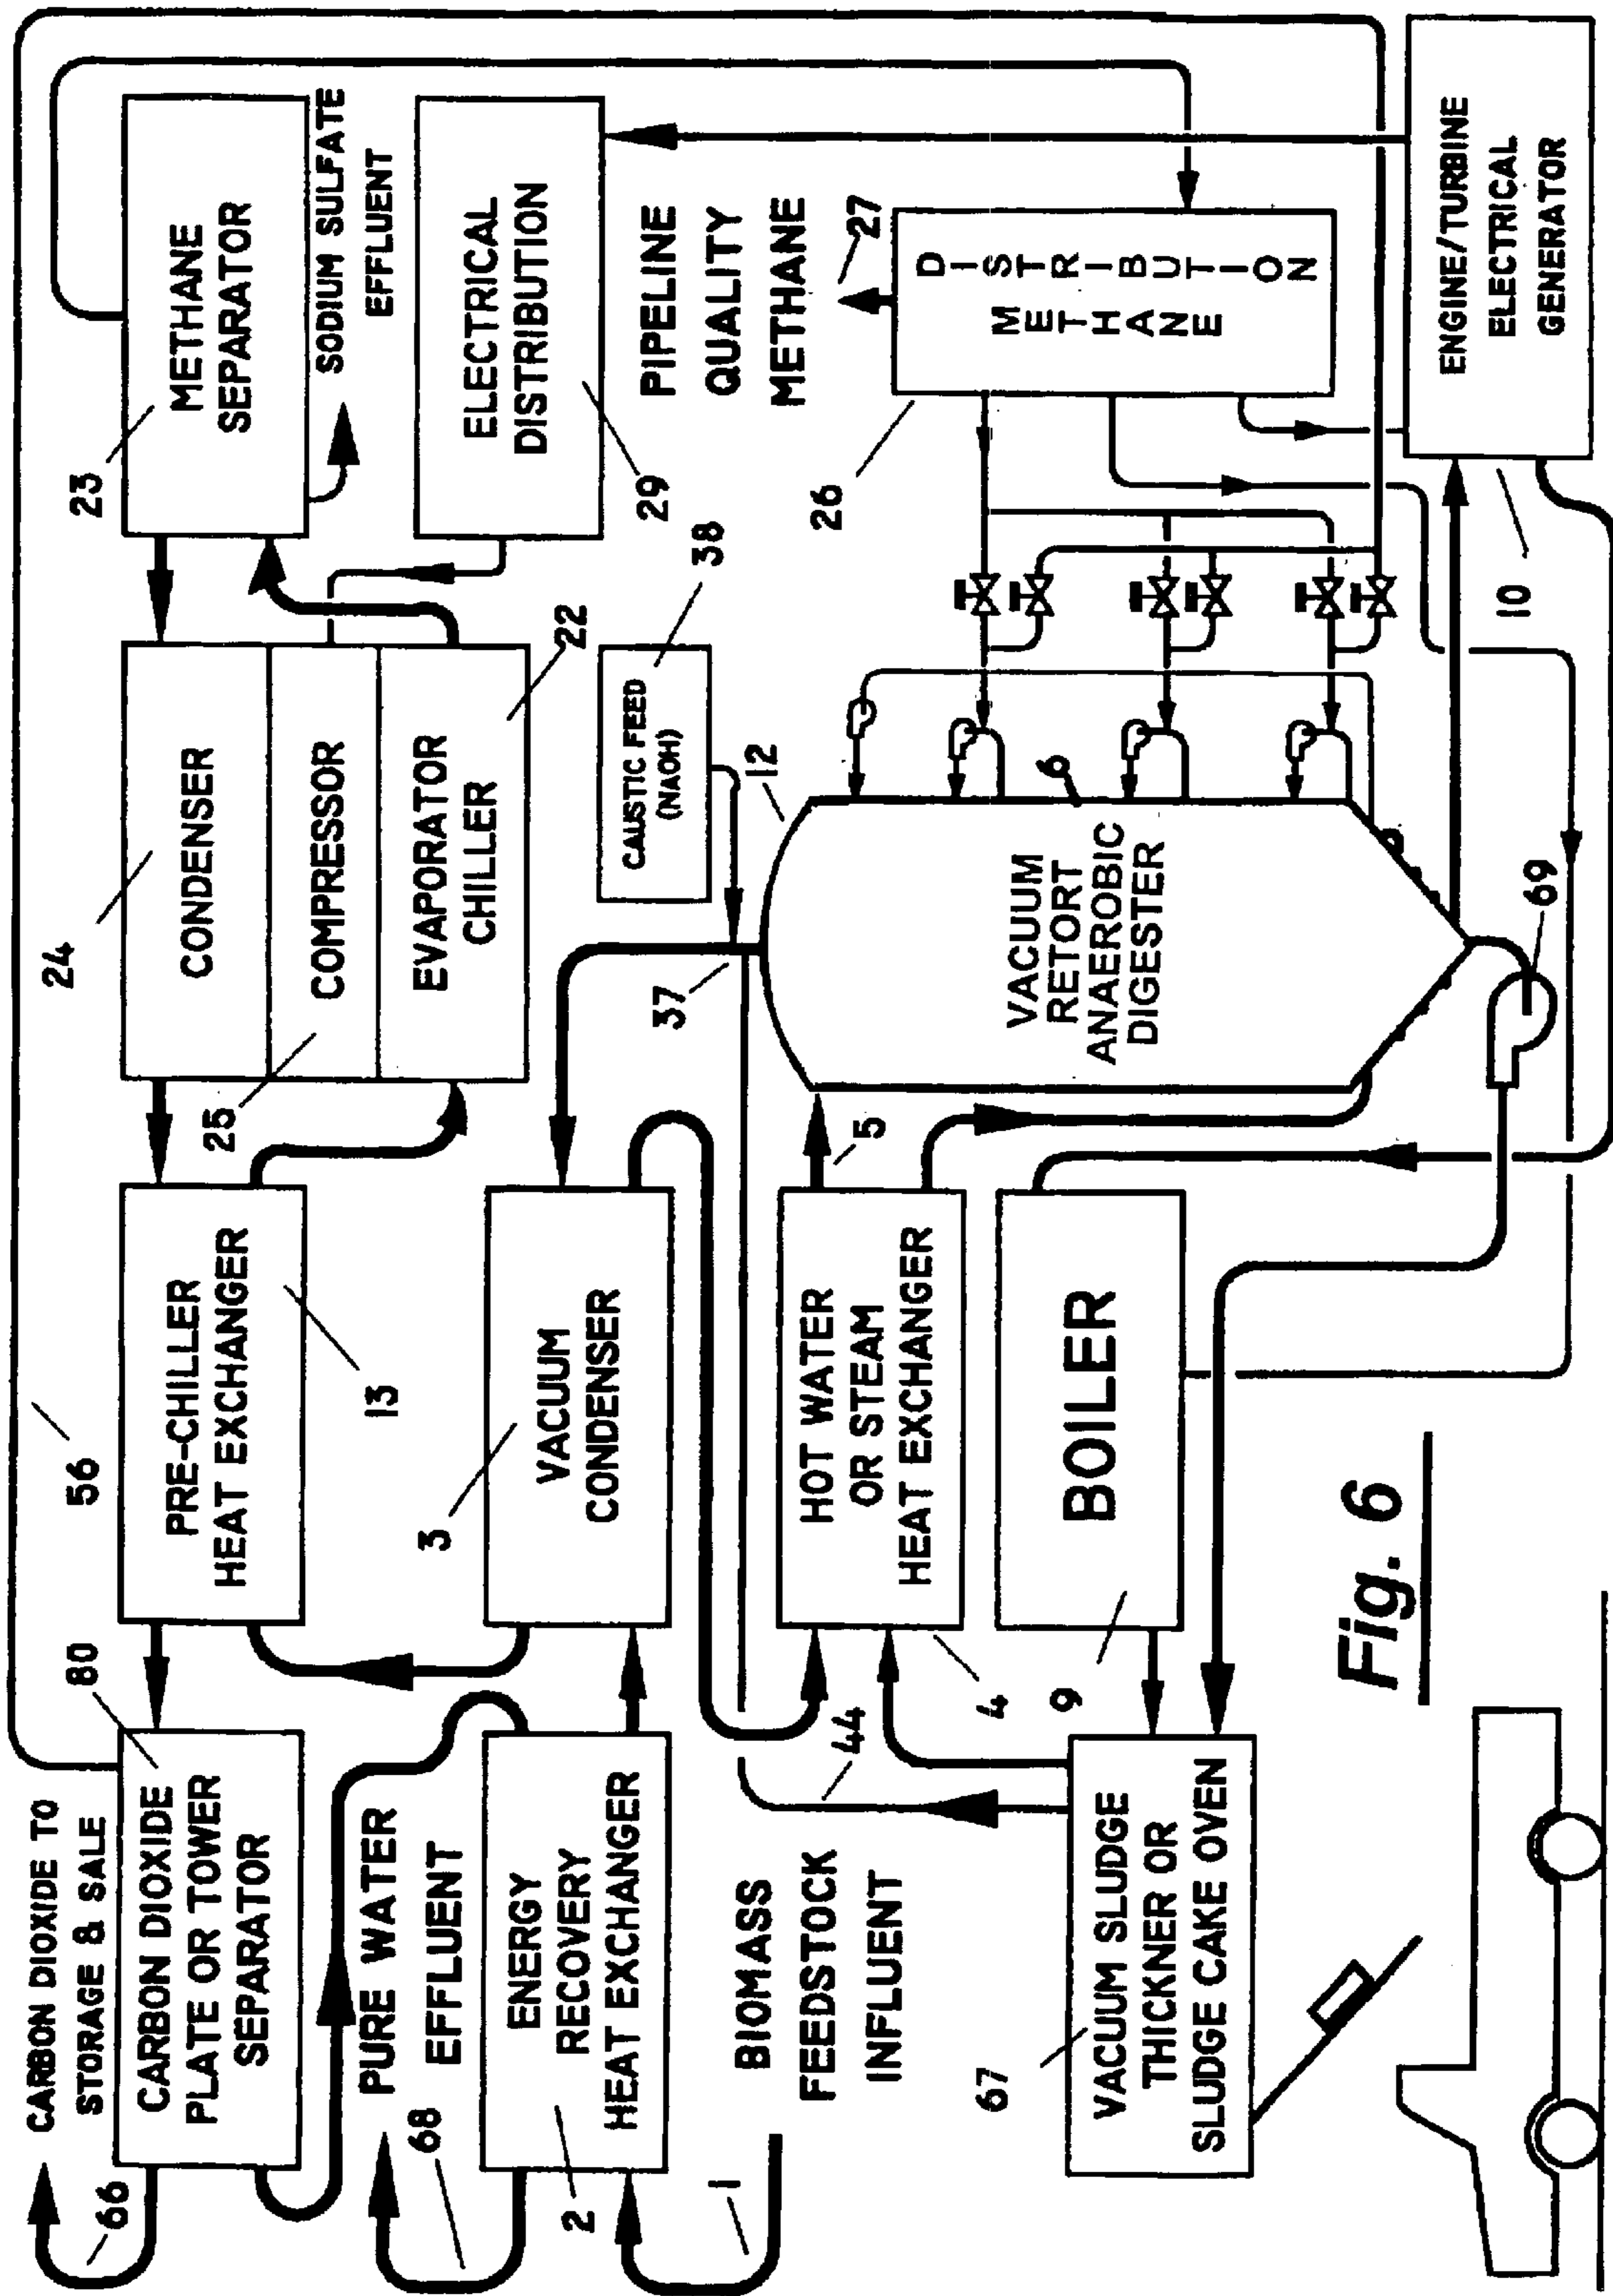 CARBON DIOXIDE TO
STORAGE & SALE
66
80
CARBON DIOXIDE
PLATE OR TOWER
SEPARATOR
56
PRE-CHILLER
HEAT EXCHANGER
13
24
CONDENSER
COMPRESSOR
25
EVAPORATOR
CHILLER
22
23
METHANE
SEPARATOR
SODIUM SULFATE
EFFLUENT
PURE WATER
EFFLUENT
68
ENERGY
RECOVERY
HEAT EXCHANGER
2
3
VACUUM
CONDENSER
37
CAUSTIC FEED
(NAOH)
38
ELECTRICAL
DISTRIBUTION
29
PIPELINE
QUALITY
METHANE
27
BIOMASS
FEEDSTOCK
INFLUENT
1
44
HOT WATER
OR STEAM
HEAT EXCHANGER
4
5
12
6
VACUUM
RETORT
ANAEROBIC
DIGESTER
26
DISTRIBUTION
METHANE
67
VACUUM SLUDGE
THICKNER OR
SLUDGE CAKE OVEN
9
BOILER
69
10
ENGINE/TURBINE
ELECTRICAL
GENERATOR
Fig. 6